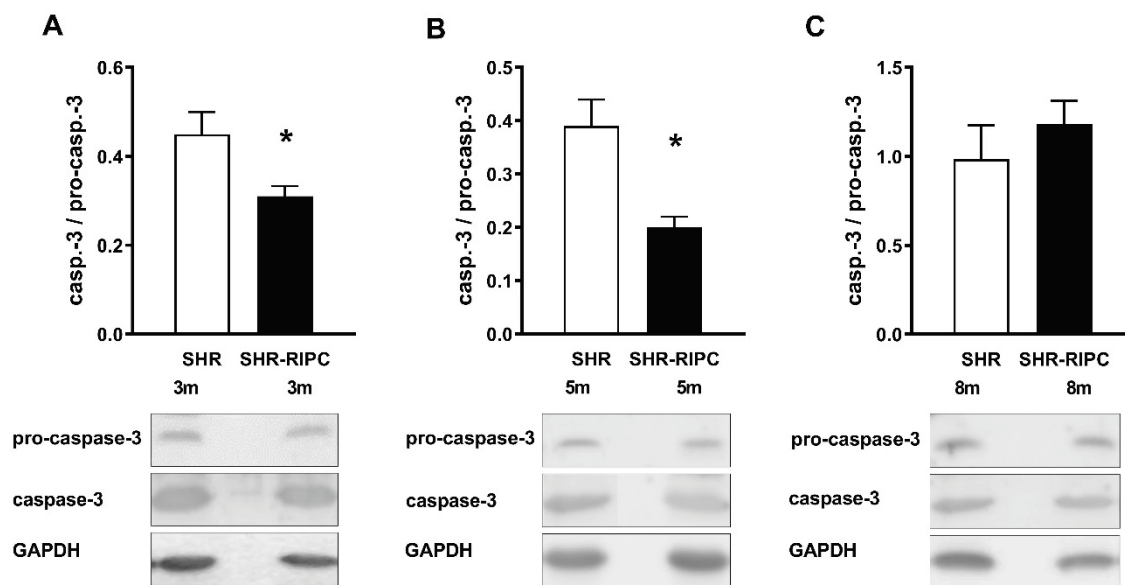 A
casp.-3 / pro-casp.-3
0.6
0.4
0.2
0.0
*
SHR SHR-RIPC
3m 3m
pro-caspase-3
caspase-3
GAPDH
B
casp.-3 / pro-casp.-3
0.5
0.4
0.3
0.2
0.1
0.0
*
SHR SHR-RIPC
5m 5m
pro-caspase-3
caspase-3
GAPDH
C
casp.-3 / pro-casp.-3
1.5
1.0
0.5
0.0
SHR SHR-RIPC
8m 8m
pro-caspase-3
caspase-3
GAPDH